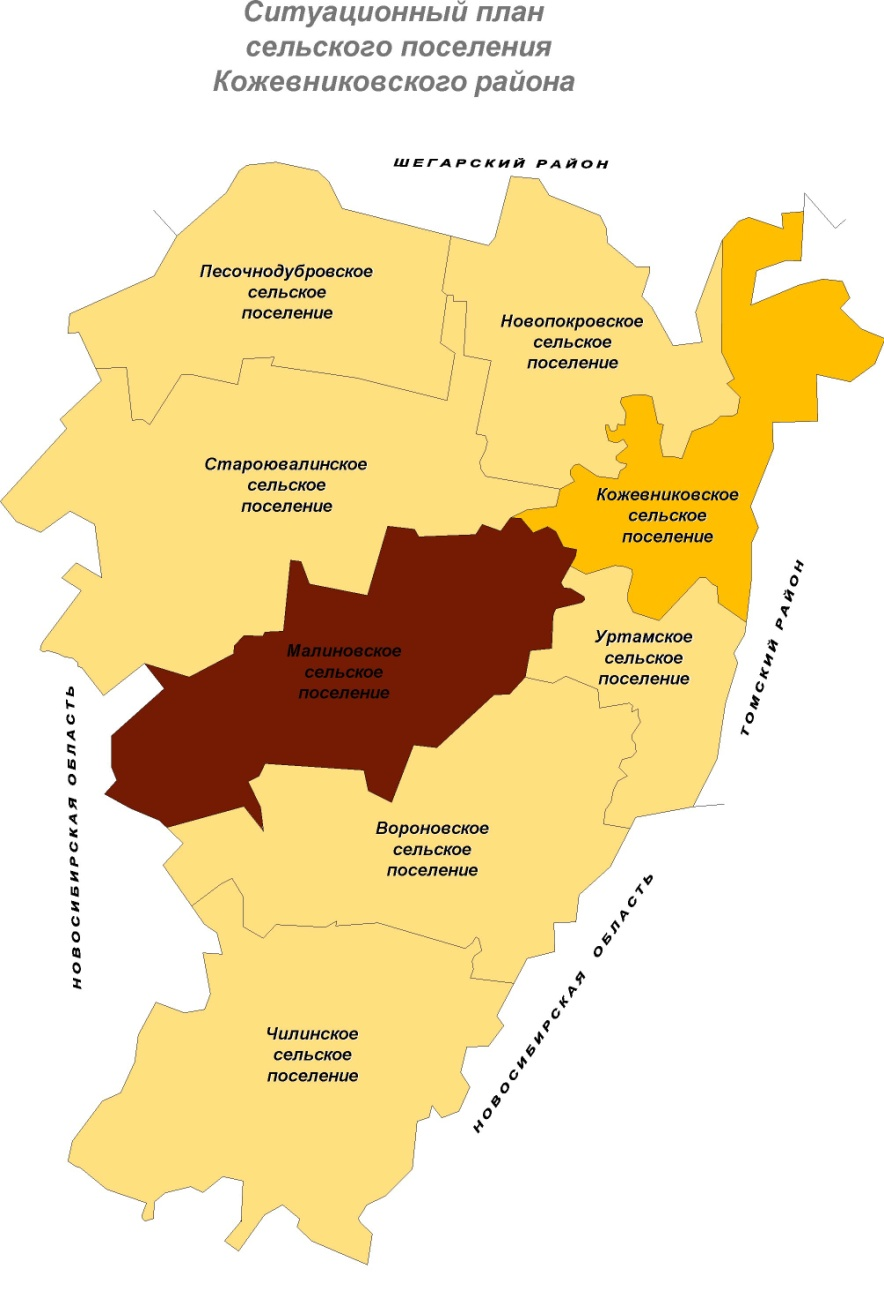 Ситуационный план
сельского поселения
Кожевниковского района
ШЕГАРСКИЙ РАЙОН
Песочнодубровское
сельское
поселение
Новопокровское
сельское
поселение
Староювалинское
сельское
поселение
Кожевниковское
сельское
поселение
Малиновское
сельское
поселение
Уртамское
сельское
поселение
ТОМСКИЙ РАЙОН
НОВОСИБИРСКАЯ ОБЛАСТЬ
Вороновское
сельское
поселение
НОВОСИБИРСКАЯ ОБЛАСТЬ
Чилинское
сельское
поселение